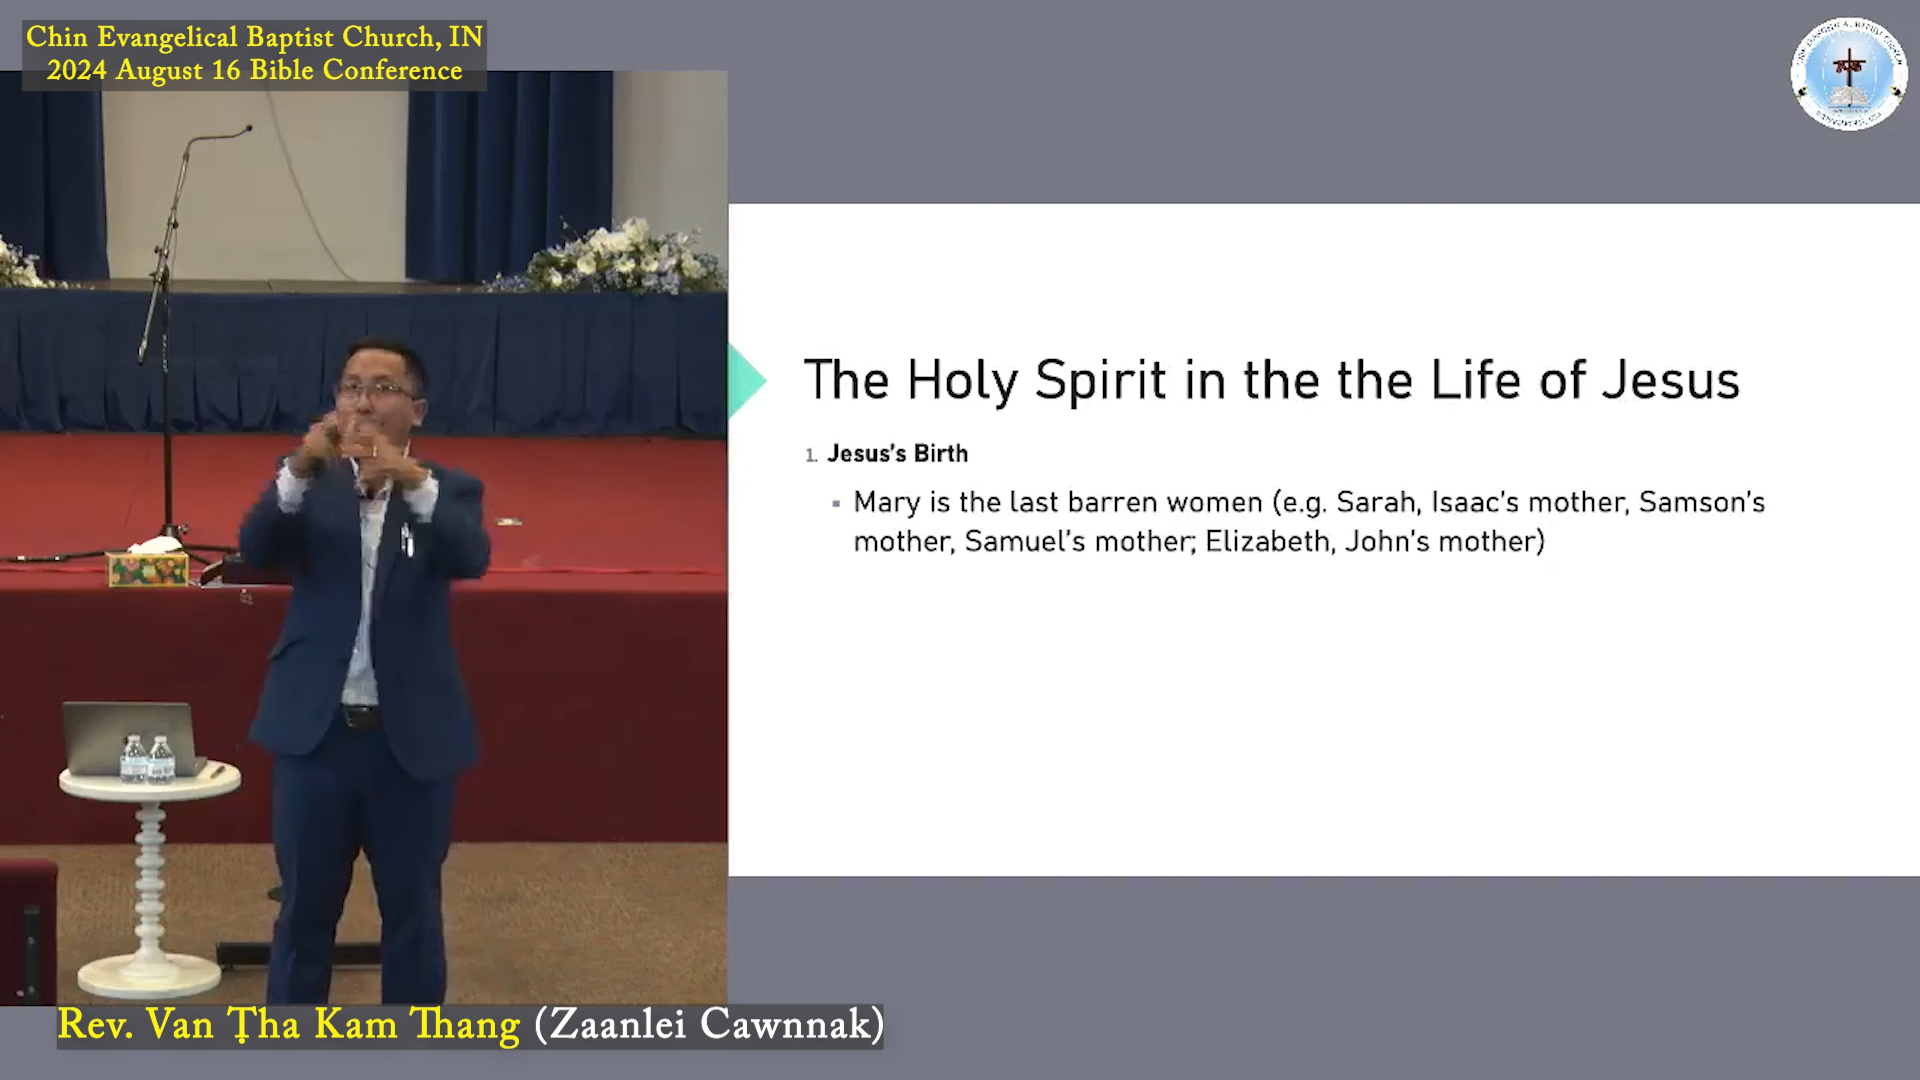 Chin Evangelical Baptist Church, IN
2024 August 16 Bible Conference
The Holy Spirit in the the Life of Jesus
1. Jesus's Birth
▪ Mary is the last barren women (e.g. Sarah, Isaac's mother, Samson's
mother, Samuel's mother; Elizabeth, John's mother)
Rev. Van Ṭha Kam Thang (Zaanlei Cawnnak)